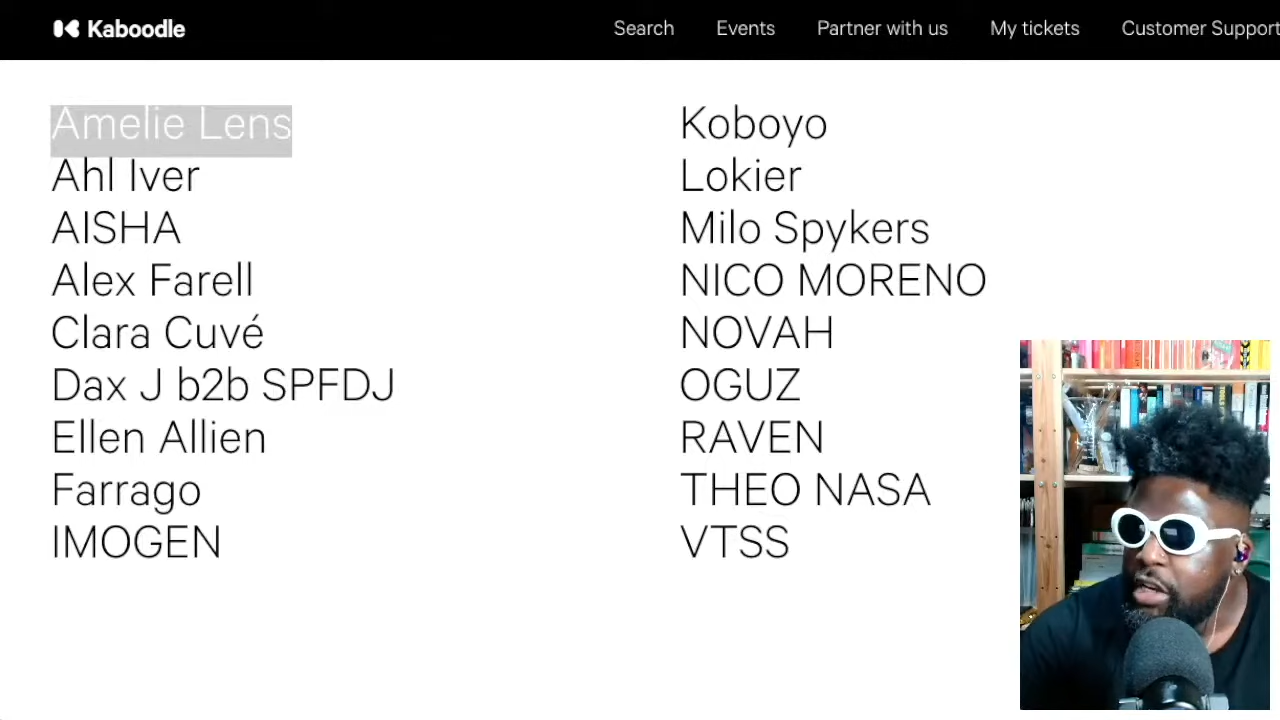 Kaboodle
Search Events Partner with us My tickets Customer Support
Amelie Lens
Ahl Iver
AISHA
Alex Farell
Clara Cuvé
Dax J b2b SPFDJ
Ellen Allien
Farrago
IMOGEN
Koboyo
Lokier
Milo Spykers
NICO MORENO
NOVAH
OGUZ
RAVEN
THEO NASA
VTSS